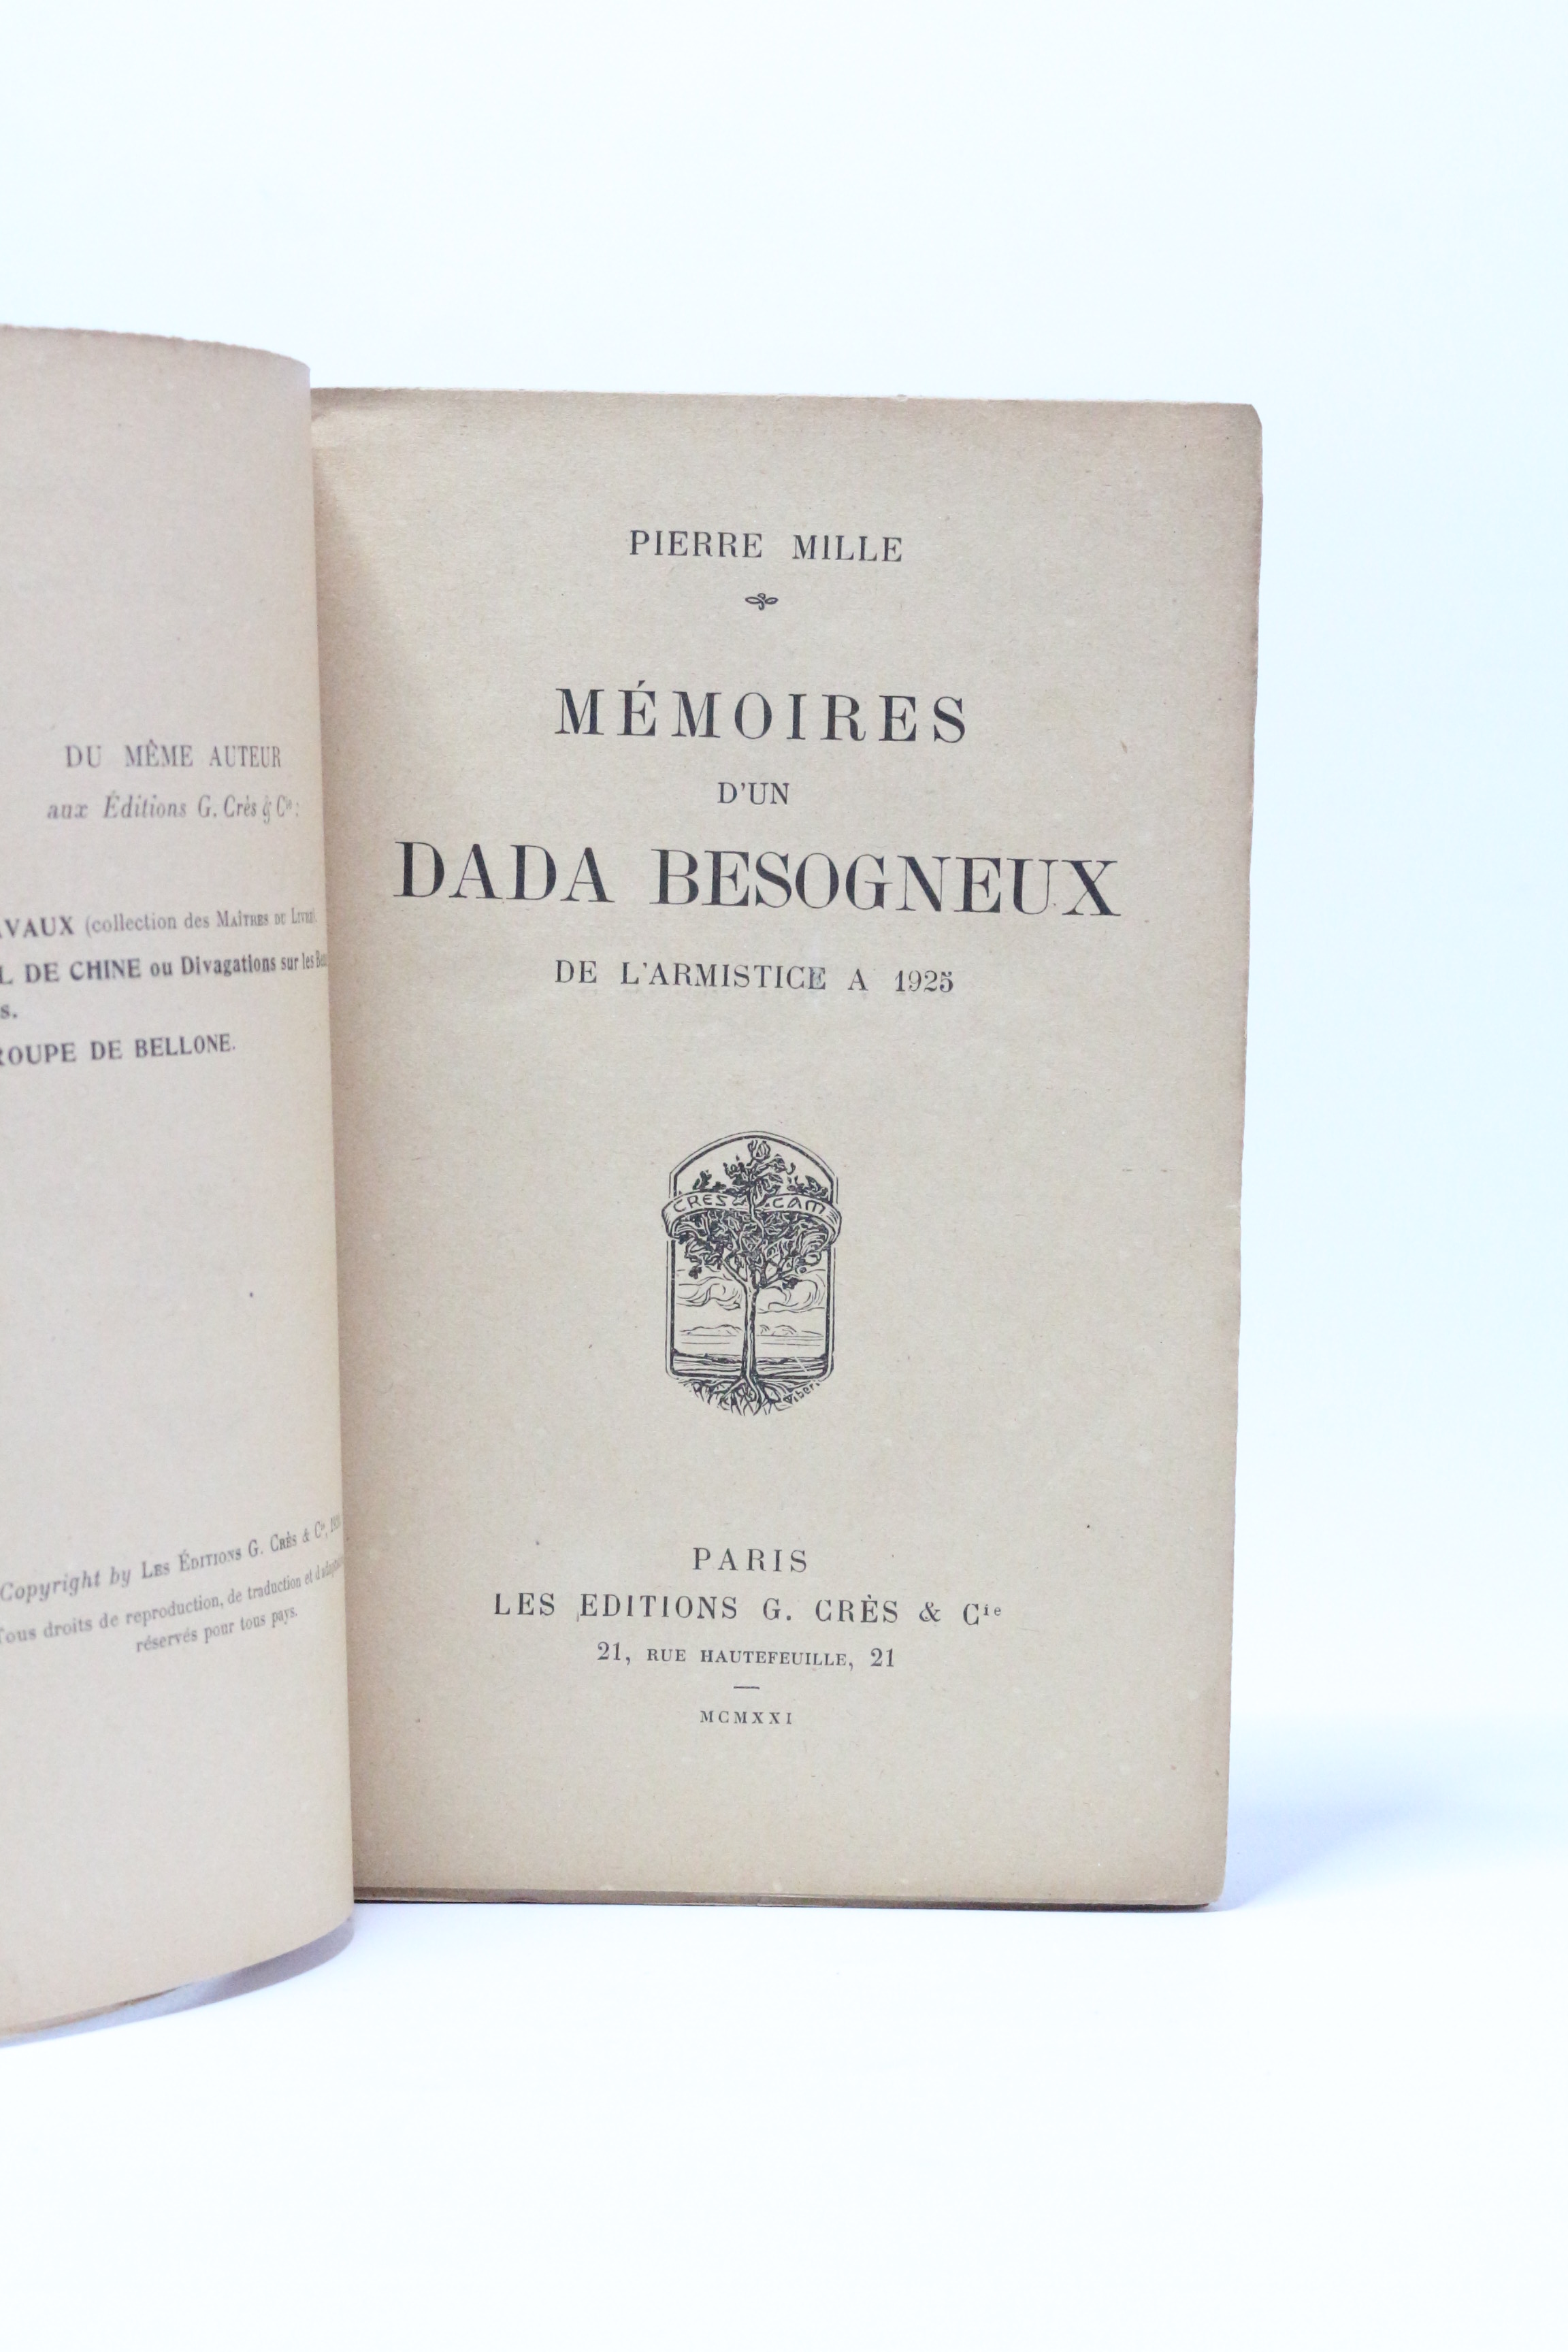 DU MÊME AUTEUR
aux Éditions G. Crès & Cie:
VAUX (collection des MAÎTRES DU LIVRE).
L DE CHINE ou Divagations sur les
s.
ROUPE DE BELLONE.
Copyright by LES ÉDITIONS G. CRÈS & Cie,
Tous droits de reproduction, de traduction et
réservés pour tous pays.
PIERRE MILLE
MÉMOIRES
D'UN
DADA BESOGNEUX
DE L'ARMISTICE A 1925
CRES CAM
PARIS
LES EDITIONS G. CRÈS & Cie
21, RUE HAUTEFEUILLE, 21
MCMXXI